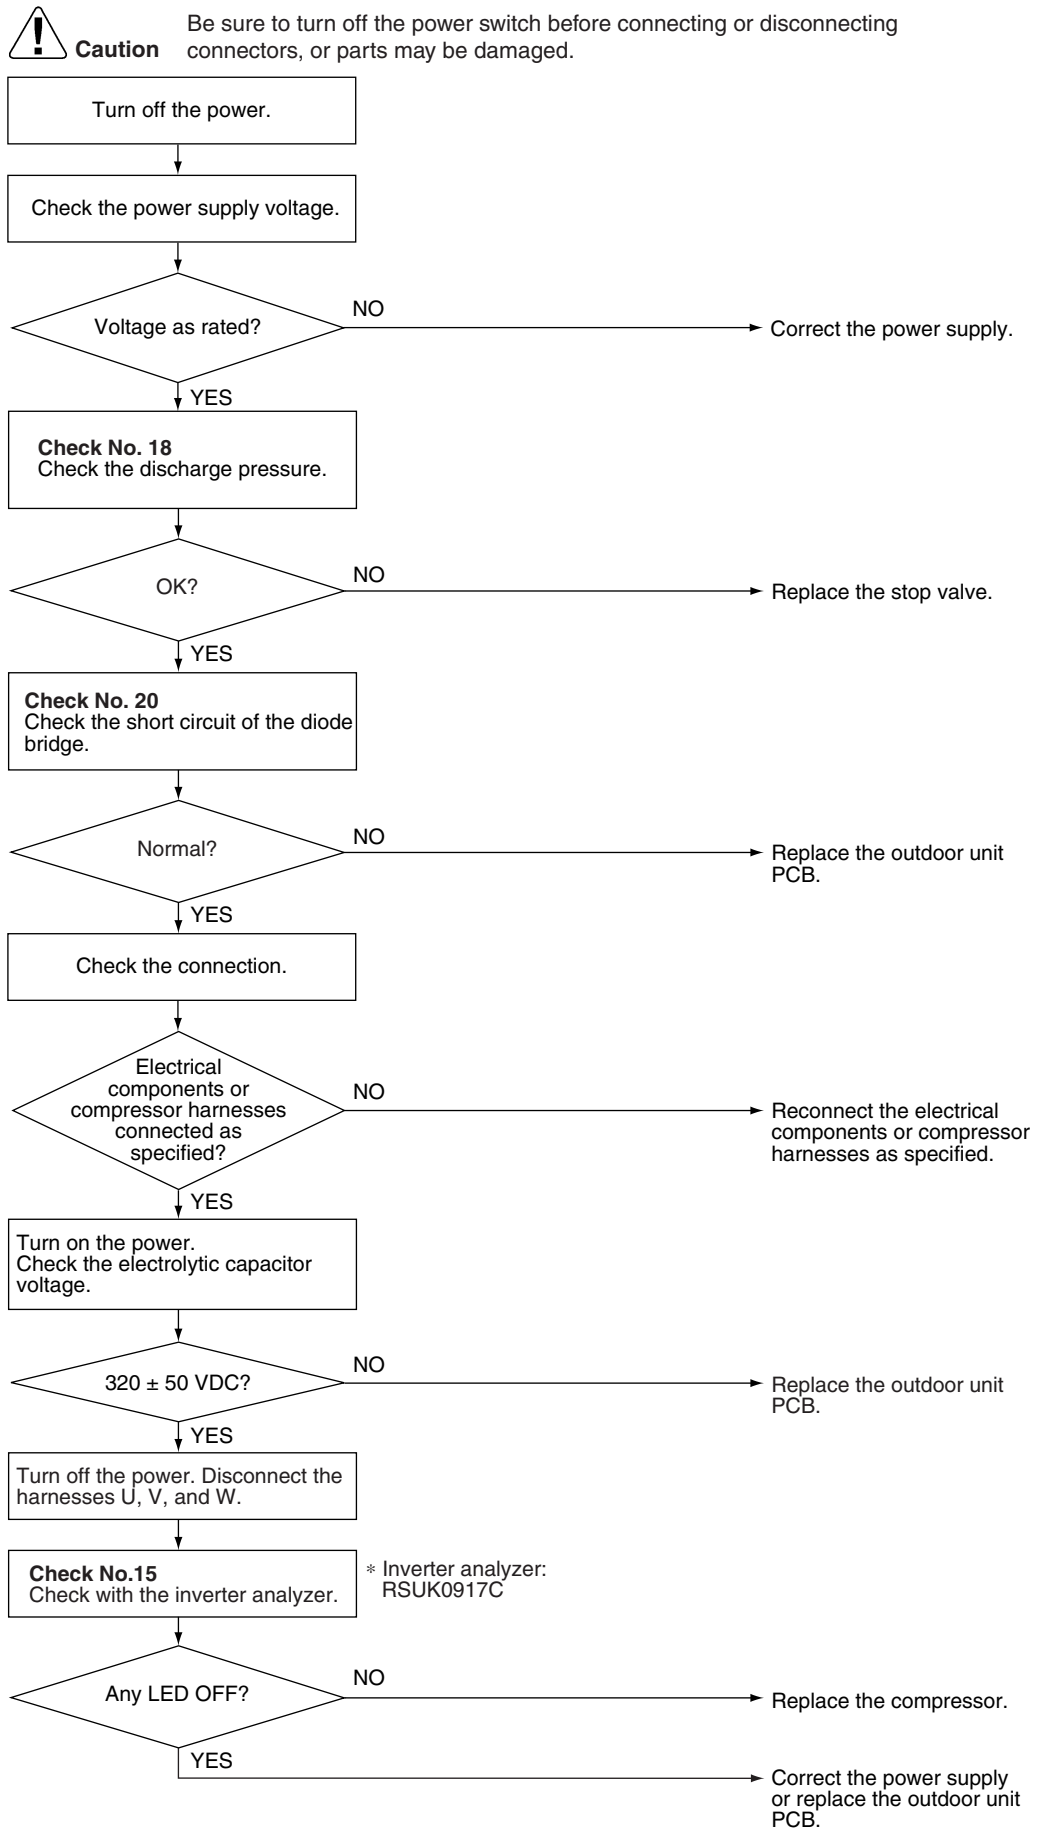 Be sure to turn off the power switch before connecting or disconnecting
Caution connectors, or parts may be damaged.
Turn off the power.
Check the power supply voltage.
Voltage as rated?
NO
Correct the power supply.
YES
Check No. 18
Check the discharge pressure.
OK?
NO
Replace the stop valve.
YES
Check No. 20
Check the short circuit of the diode
bridge.
Normal?
NO
Replace the outdoor unit
PCB.
YES
Check the connection.
Electrical
components or
compressor harnesses
connected as
specified?
NO
Reconnect the electrical
components or compressor
harnesses as specified.
YES
Turn on the power.
Check the electrolytic capacitor
voltage.
320 ± 50 VDC?
NO
Replace the outdoor unit
PCB.
YES
Turn off the power. Disconnect the
harnesses U, V, and W.
Check No.15
Check with the inverter analyzer.
* Inverter analyzer:
RSUK0917C
Any LED OFF?
NO
Replace the compressor.
YES
Correct the power supply
or replace the outdoor unit
PCB.